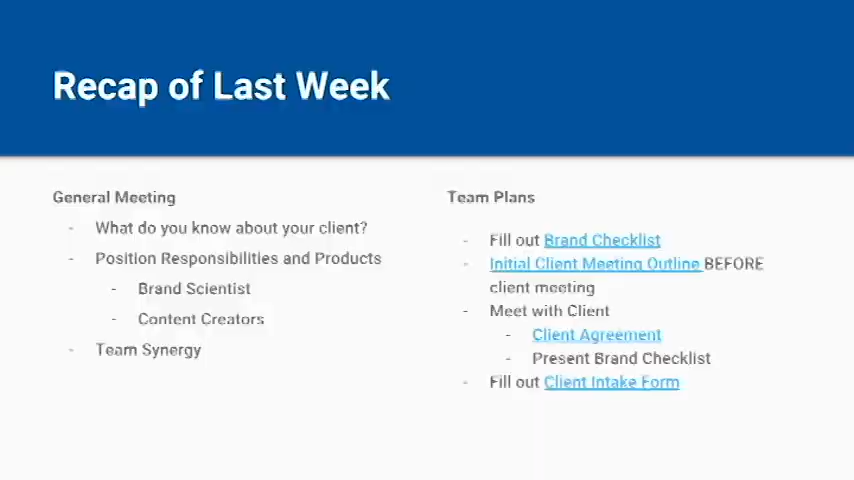 Recap of Last Week
General Meeting
- What do you know about your client?
- Position Responsibilities and Products
- Brand Scientist
- Content Creators
- Team Synergy
Team Plans
- Fill out Brand Checklist
- Initial Client Meeting Outline BEFORE
client meeting
- Meet with Client
- Client Agreement
- Present Brand Checklist
- Fill out Client Intake Form